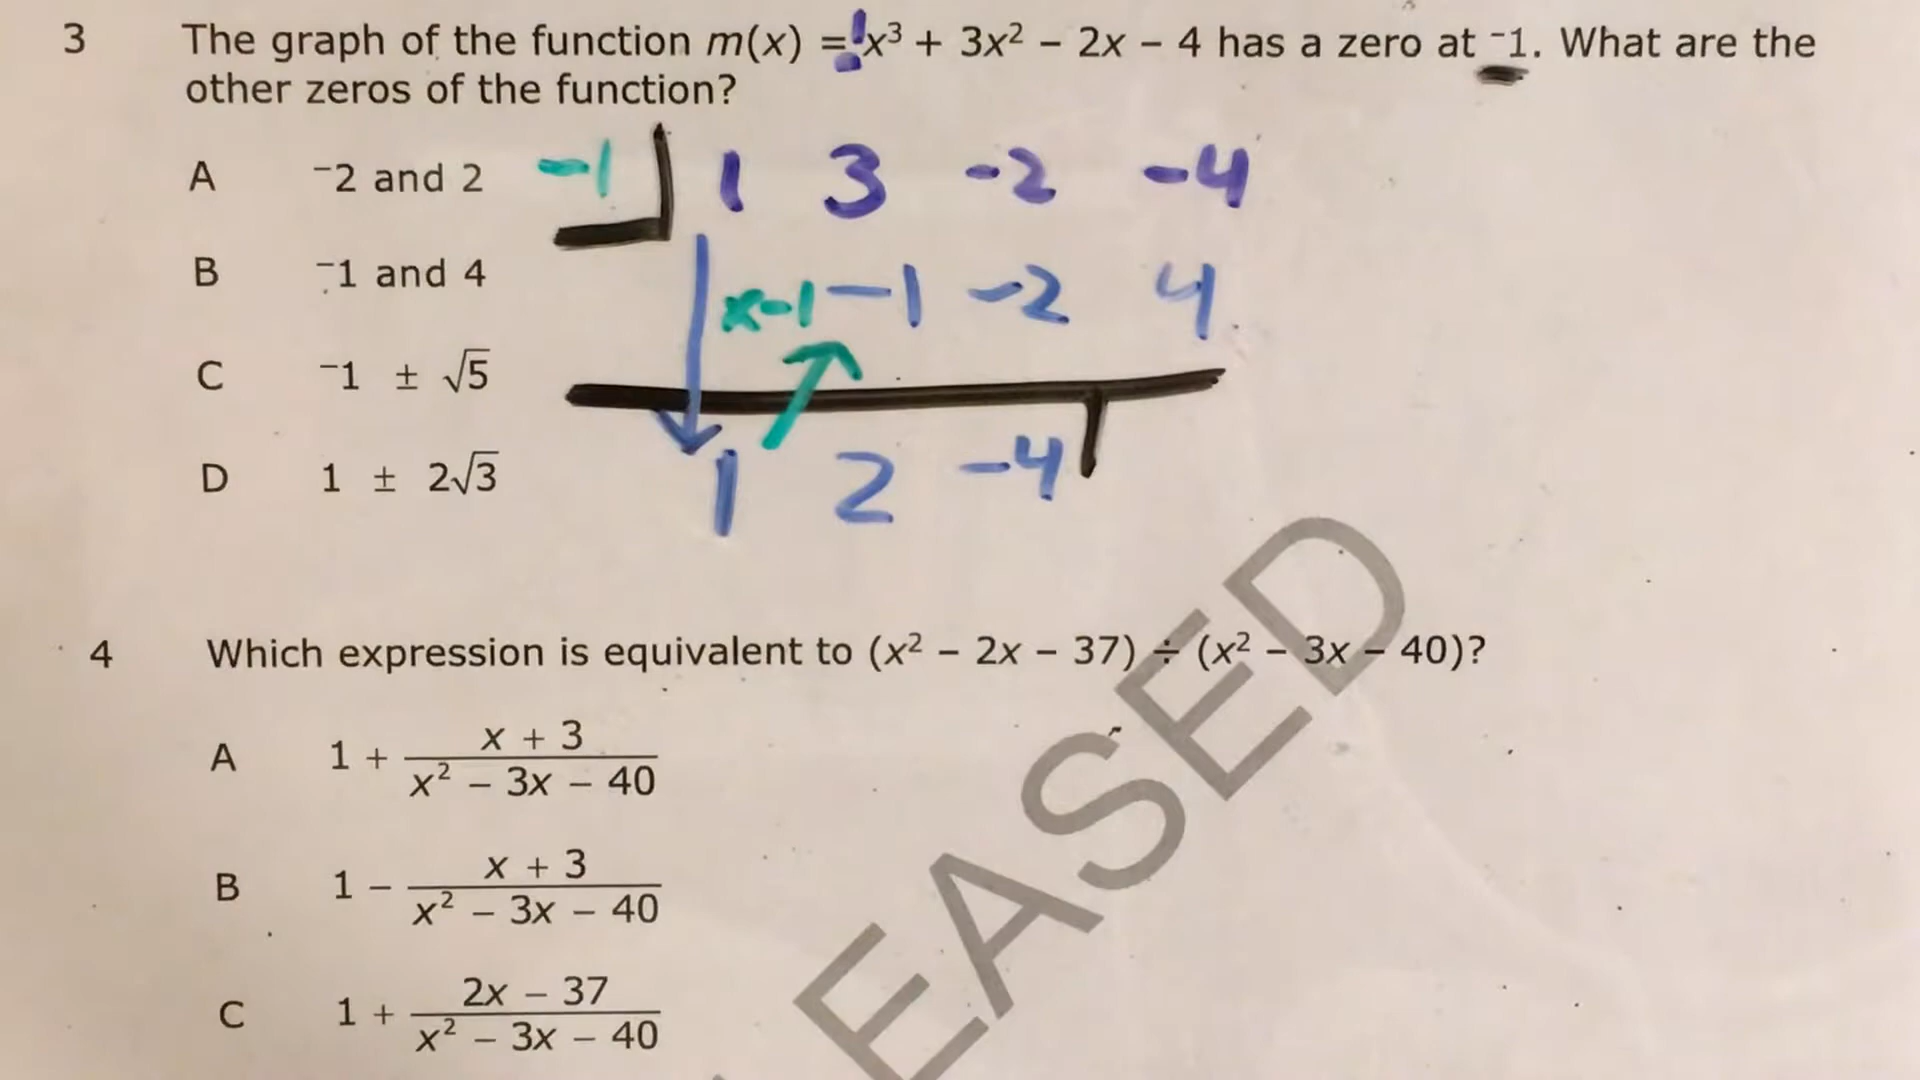 3 The graph of the function m(x) = x³ + 3x² − 2x − 4 has a zero at ⁻1. What are the
other zeros of the function?
A ⁻2 and 2
B ⁻1 and 4
C ⁻1 ± √5
D 1 ± 2√3
-1 1 3 -2 -4
x-1 -1 -2 4
1 2 -4
4 Which expression is equivalent to (x² − 2x − 37) ÷ (x² − 3x − 40)?
A 1 + x + 3
x² − 3x − 40
B 1 − x + 3
x² − 3x − 40
C 1 + 2x − 37
x² − 3x − 40
EASED